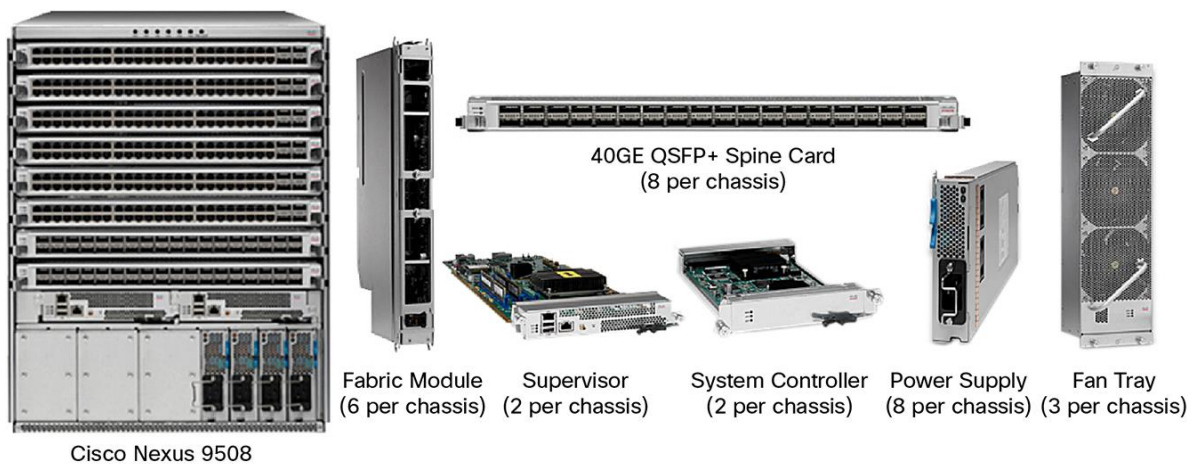 40GE QSFP+ Spine Card
(8 per chassis)
Fabric Module
(6 per chassis)
Supervisor
(2 per chassis)
System Controller
(2 per chassis)
Power Supply
(8 per chassis)
Fan Tray
(3 per chassis)
Cisco Nexus 9508